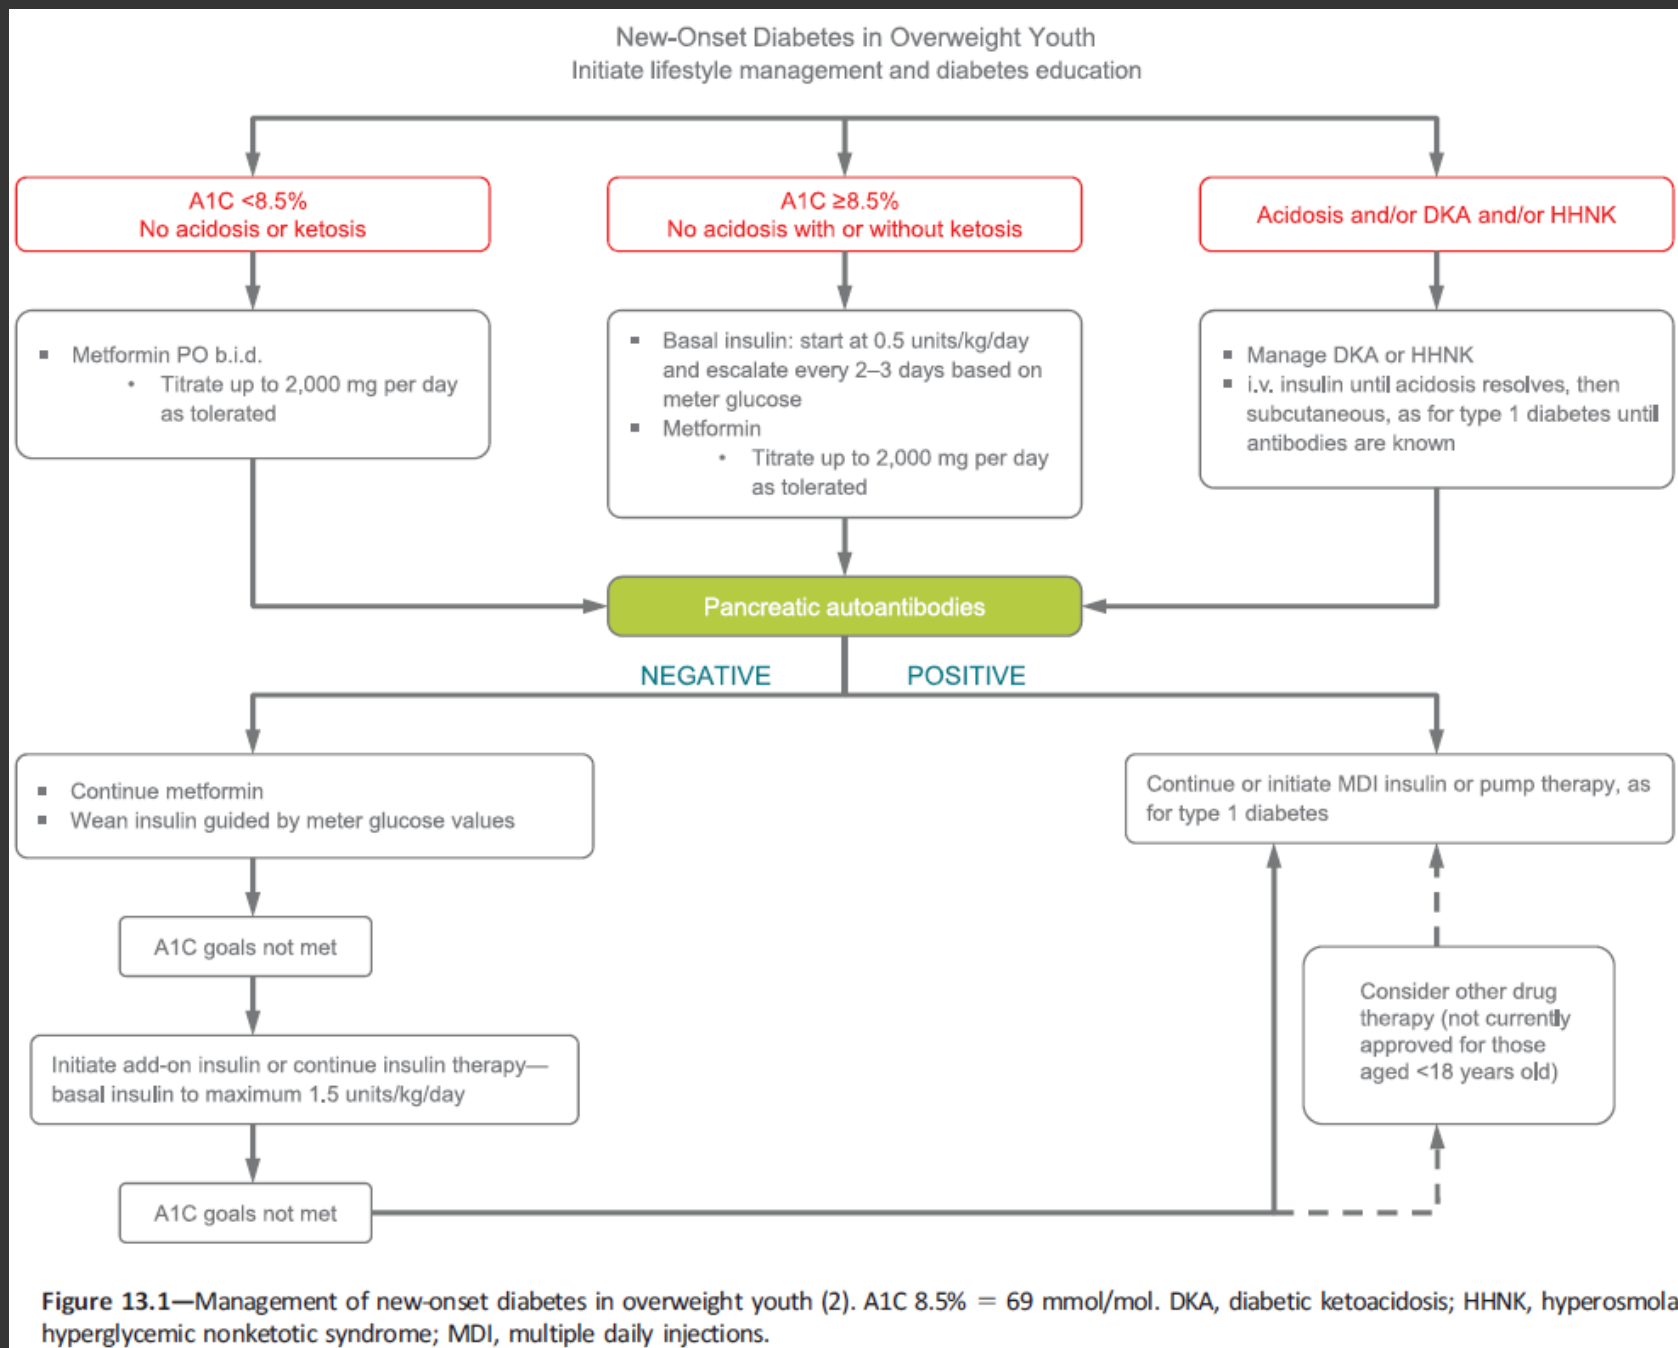 New-Onset Diabetes in Overweight Youth
Initiate lifestyle management and diabetes education
A1C <8.5%
No acidosis or ketosis
A1C ≥8.5%
No acidosis with or without ketosis
Acidosis and/or DKA and/or HHNK
▪ Metformin PO b.i.d.
• Titrate up to 2,000 mg per day
as tolerated
▪ Basal insulin: start at 0.5 units/kg/day
and escalate every 2–3 days based on
meter glucose
▪ Metformin
• Titrate up to 2,000 mg per day
as tolerated
▪ Manage DKA or HHNK
▪ i.v. insulin until acidosis resolves, then
subcutaneous, as for type 1 diabetes until
antibodies are known
Pancreatic autoantibodies
NEGATIVE
POSITIVE
▪ Continue metformin
▪ Wean insulin guided by meter glucose values
Continue or initiate MDI insulin or pump therapy, as
for type 1 diabetes
A1C goals not met
Initiate add-on insulin or continue insulin therapy—
basal insulin to maximum 1.5 units/kg/day
Consider other drug
therapy (not currently
approved for those
aged <18 years old)
A1C goals not met
Figure 13.1—Management of new-onset diabetes in overweight youth (2). A1C 8.5% = 69 mmol/mol. DKA, diabetic ketoacidosis; HHNK, hyperosmola
hyperglycemic nonketotic syndrome; MDI, multiple daily injections.